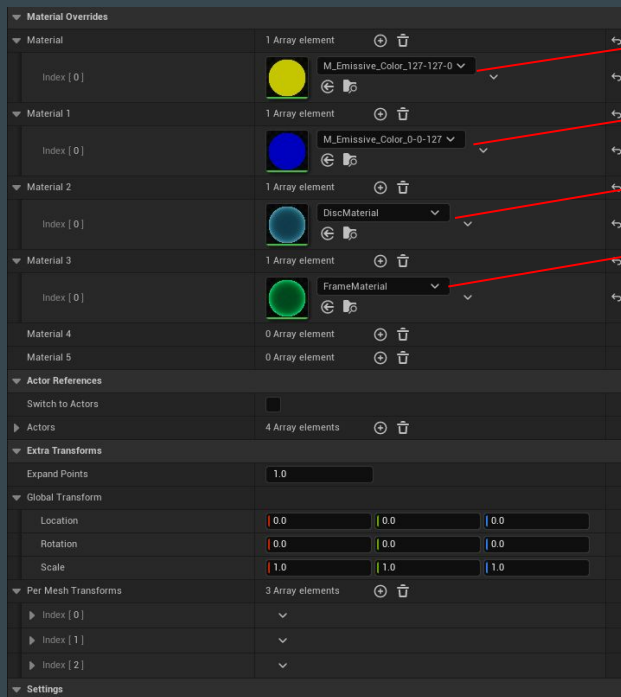 Material Overrides
Material 1 Array element
Index [ 0 ] M_Emissive_Color_127-127-0
Material 1 1 Array element
Index [ 0 ] M_Emissive_Color_0-0-127
Material 2 1 Array element
Index [ 0 ] DiscMaterial
Material 3 1 Array element
Index [ 0 ] FrameMaterial
Material 4 0 Array element
Material 5 0 Array element
Actor References
Switch to Actors
Actors 4 Array elements
Extra Transforms
Expand Points 1.0
Global Transform
Location 0.0 0.0 0.0
Rotation 0.0 0.0 0.0
Scale 1.0 1.0 1.0
Per Mesh Transforms 3 Array elements
Index [ 0 ]
Index [ 1 ]
Index [ 2 ]
Settings